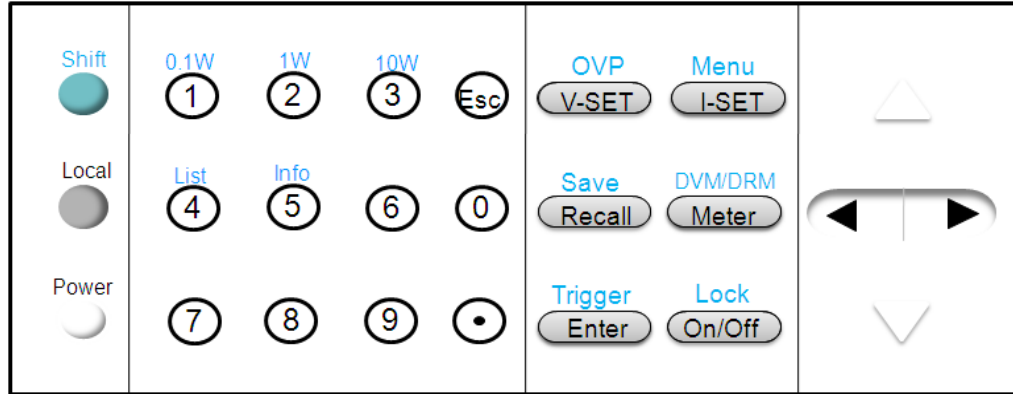 Shift
0.1W 1W 10W
1 2 3 Esc
OVP Menu
V-SET I-SET
Local
List Info
4 5 6 0
Save DVM/DRM
Recall Meter
Power
7 8 9 •
Trigger Lock
Enter On/Off